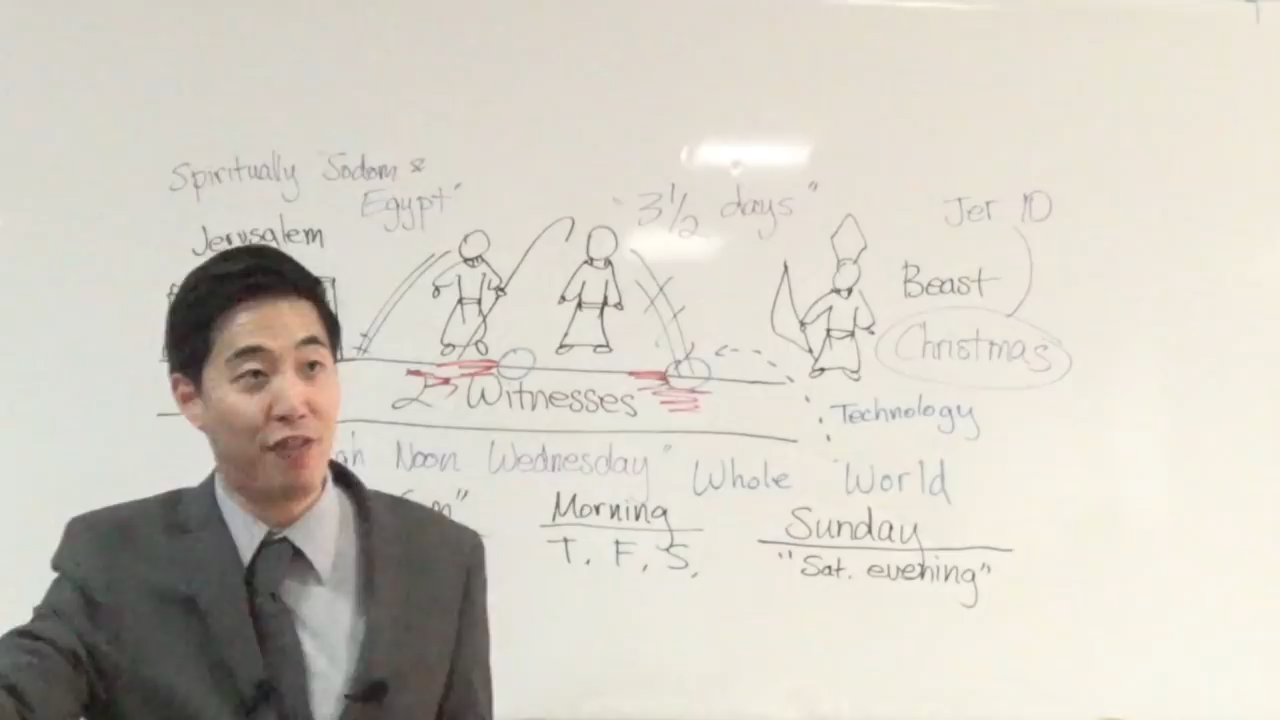 Spiritually "Sodom &
Egypt"
Jerusalem
"3½ days"
Jer 10
Beast
Christmas
2 Witnesses
Technology
Noon Wednesday" Whole World
Morning
T, F, S,
Sunday
"Sat. evening"